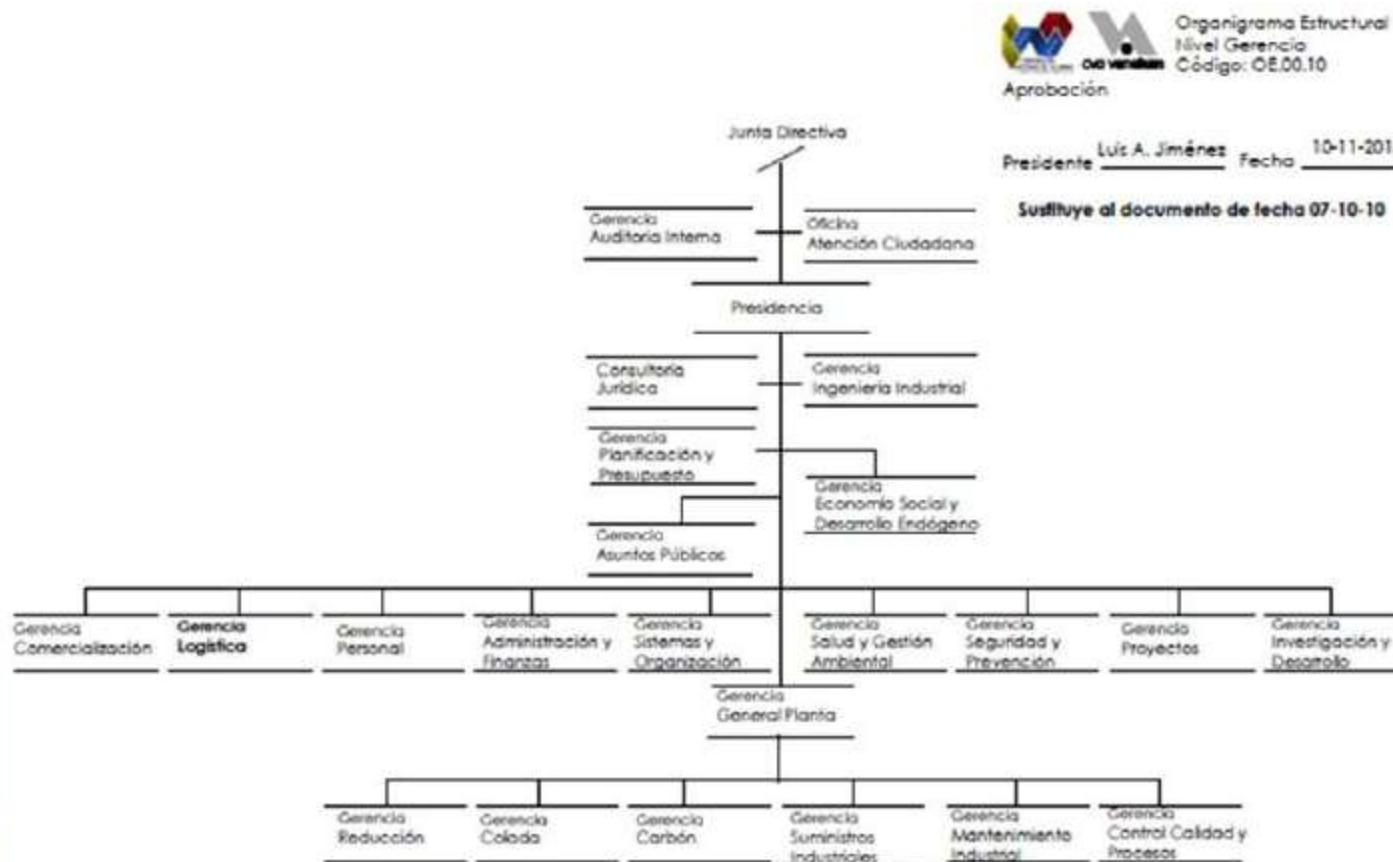 Organigrama Estructural
Nivel Gerencia
Código: OE.00.10
cvg venalum
Aprobación
Presidente Luis A. Jiménez Fecha 10-11-201
Sustituye al documento de fecha 07-10-10
Junta Directiva
Gerencia
Auditoria Interna
Oficina
Atención Ciudadana
Presidencia
Consultoría
Jurídica
Gerencia
Ingeniería Industrial
Gerencia
Planificación y
Presupuesto
Gerencia
Economía Social y
Desarrollo Endógeno
Gerencia
Asuntos Públicos
Gerencia
Comercialización
Gerencia
Logística
Gerencia
Personal
Gerencia
Administración y
Finanzas
Gerencia
Sistemas y
Organización
Gerencia
Salud y Gestión
Ambiental
Gerencia
Seguridad y
Prevención
Gerencia
Proyectos
Gerencia
Investigación y
Desarrollo
Gerencia
General Planta
Gerencia
Reducción
Gerencia
Colada
Gerencia
Carbón
Gerencia
Suministros
Industriales
Gerencia
Mantenimiento
Industrial
Gerencia
Control Calidad y
Procesos